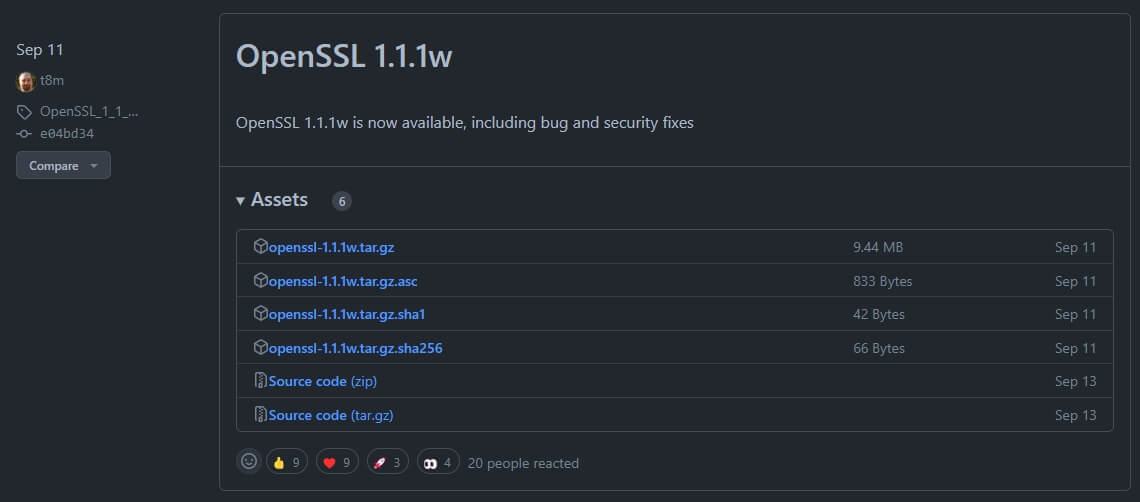 Sep 11
t8m
OpenSSL_1_1_...
e04bd34
Compare
OpenSSL 1.1.1w
OpenSSL 1.1.1w is now available, including bug and security fixes
Assets 6
openssl-1.1.1w.tar.gz 9.44 MB Sep 11
openssl-1.1.1w.tar.gz.asc 833 Bytes Sep 11
openssl-1.1.1w.tar.gz.sha1 42 Bytes Sep 11
openssl-1.1.1w.tar.gz.sha256 66 Bytes Sep 11
Source code (zip) Sep 13
Source code (tar.gz) Sep 13
9 9 3 4 20 people reacted